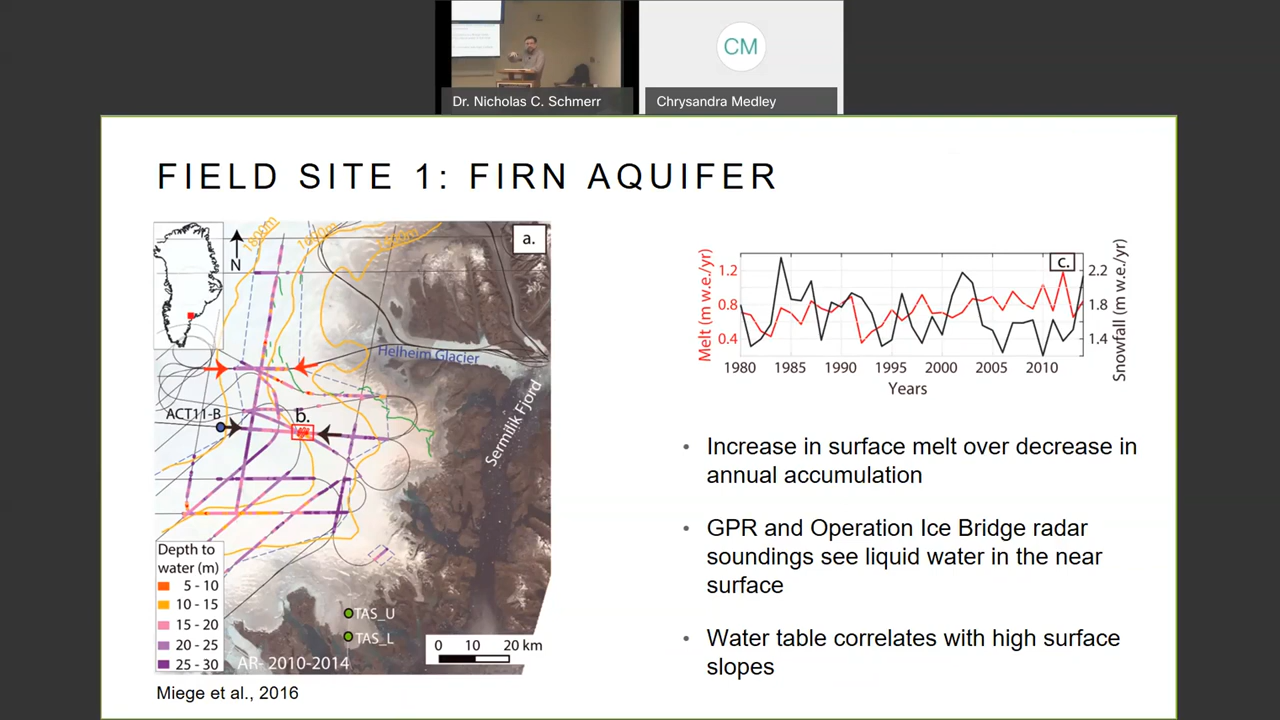 Dr. Nicholas C. Schmerr
CM
Chrysandra Medley
FIELD SITE 1: FIRN AQUIFER
1800m
a.
N
Helheim Glacier
ACT11-B
b.
Sermilik Fjord
Depth to
water (m)
5 - 10
10 - 15
15 - 20
20 - 25
25 - 30
TAS_U
TAS_L
AR- 2010-2014
0 10 20 km
Miege et al., 2016
c.
Melt (m w.e./yr)
1.2
0.8
0.4
2.2
1.8
1.4
Snowfall (m w.e./yr)
1980 1985 1990 1995 2000 2005 2010
Years
• Increase in surface melt over decrease in
annual accumulation
• GPR and Operation Ice Bridge radar
soundings see liquid water in the near
surface
• Water table correlates with high surface
slopes